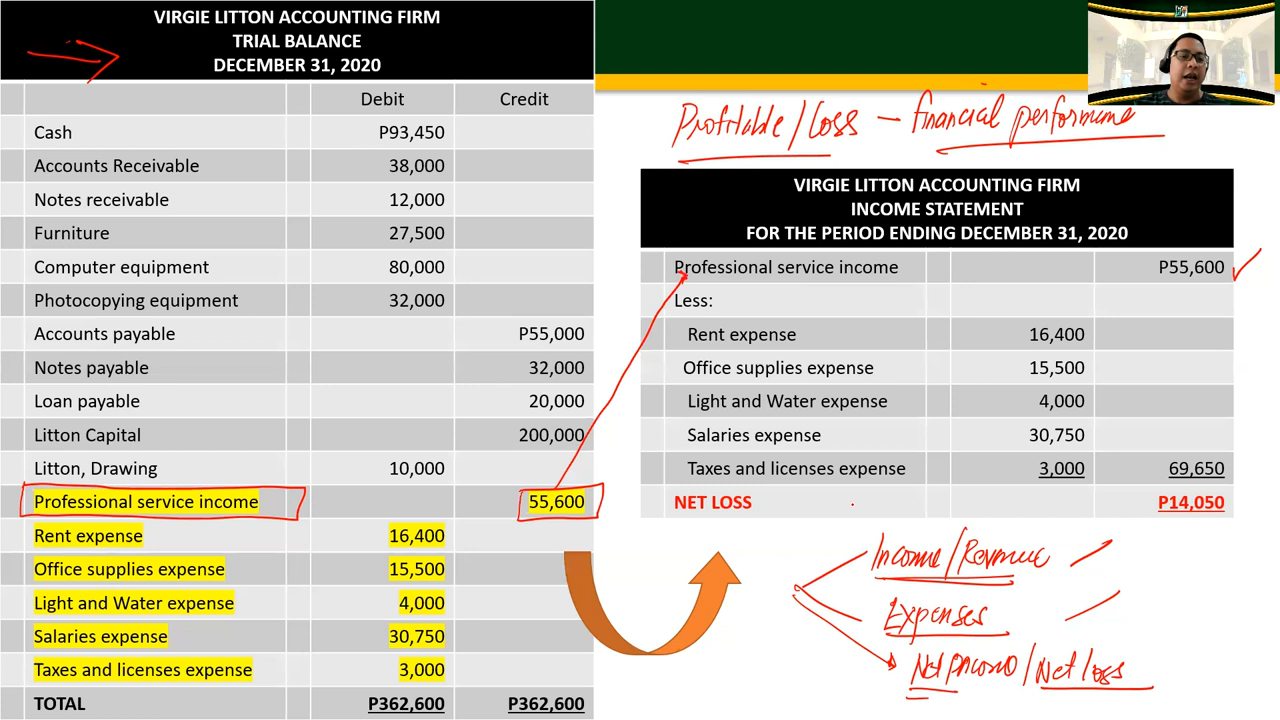 VIRGIE LITTON ACCOUNTING FIRM
TRIAL BALANCE
DECEMBER 31, 2020
Debit Credit
Cash P93,450
Accounts Receivable 38,000
Notes receivable 12,000
Furniture 27,500
Computer equipment 80,000
Photocopying equipment 32,000
Accounts payable P55,000
Notes payable 32,000
Loan payable 20,000
Litton Capital 200,000
Litton, Drawing 10,000
Professional service income 55,600
Rent expense 16,400
Office supplies expense 15,500
Light and Water expense 4,000
Salaries expense 30,750
Taxes and licenses expense 3,000
TOTAL P362,600 P362,600
Profitable/Loss — financial performance
VIRGIE LITTON ACCOUNTING FIRM
INCOME STATEMENT
FOR THE PERIOD ENDING DECEMBER 31, 2020
Professional service income P55,600
Less:
Rent expense 16,400
Office supplies expense 15,500
Light and Water expense 4,000
Salaries expense 30,750
Taxes and licenses expense 3,000 69,650
NET LOSS P14,050
Income/Revenue
Expenses
Net Income/Net loss